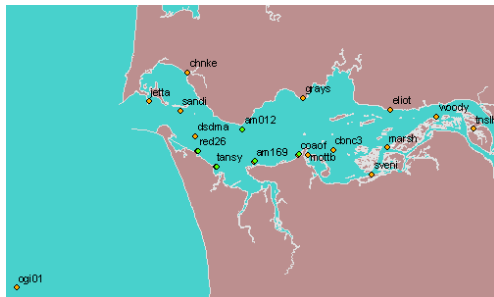 chnke
jetta
sandi
grays
eliot
woody
tnslh
am012
dsdma
red26
tansy
am169
coaof
mottb
cbnc3
marsh
sveni
ogi01